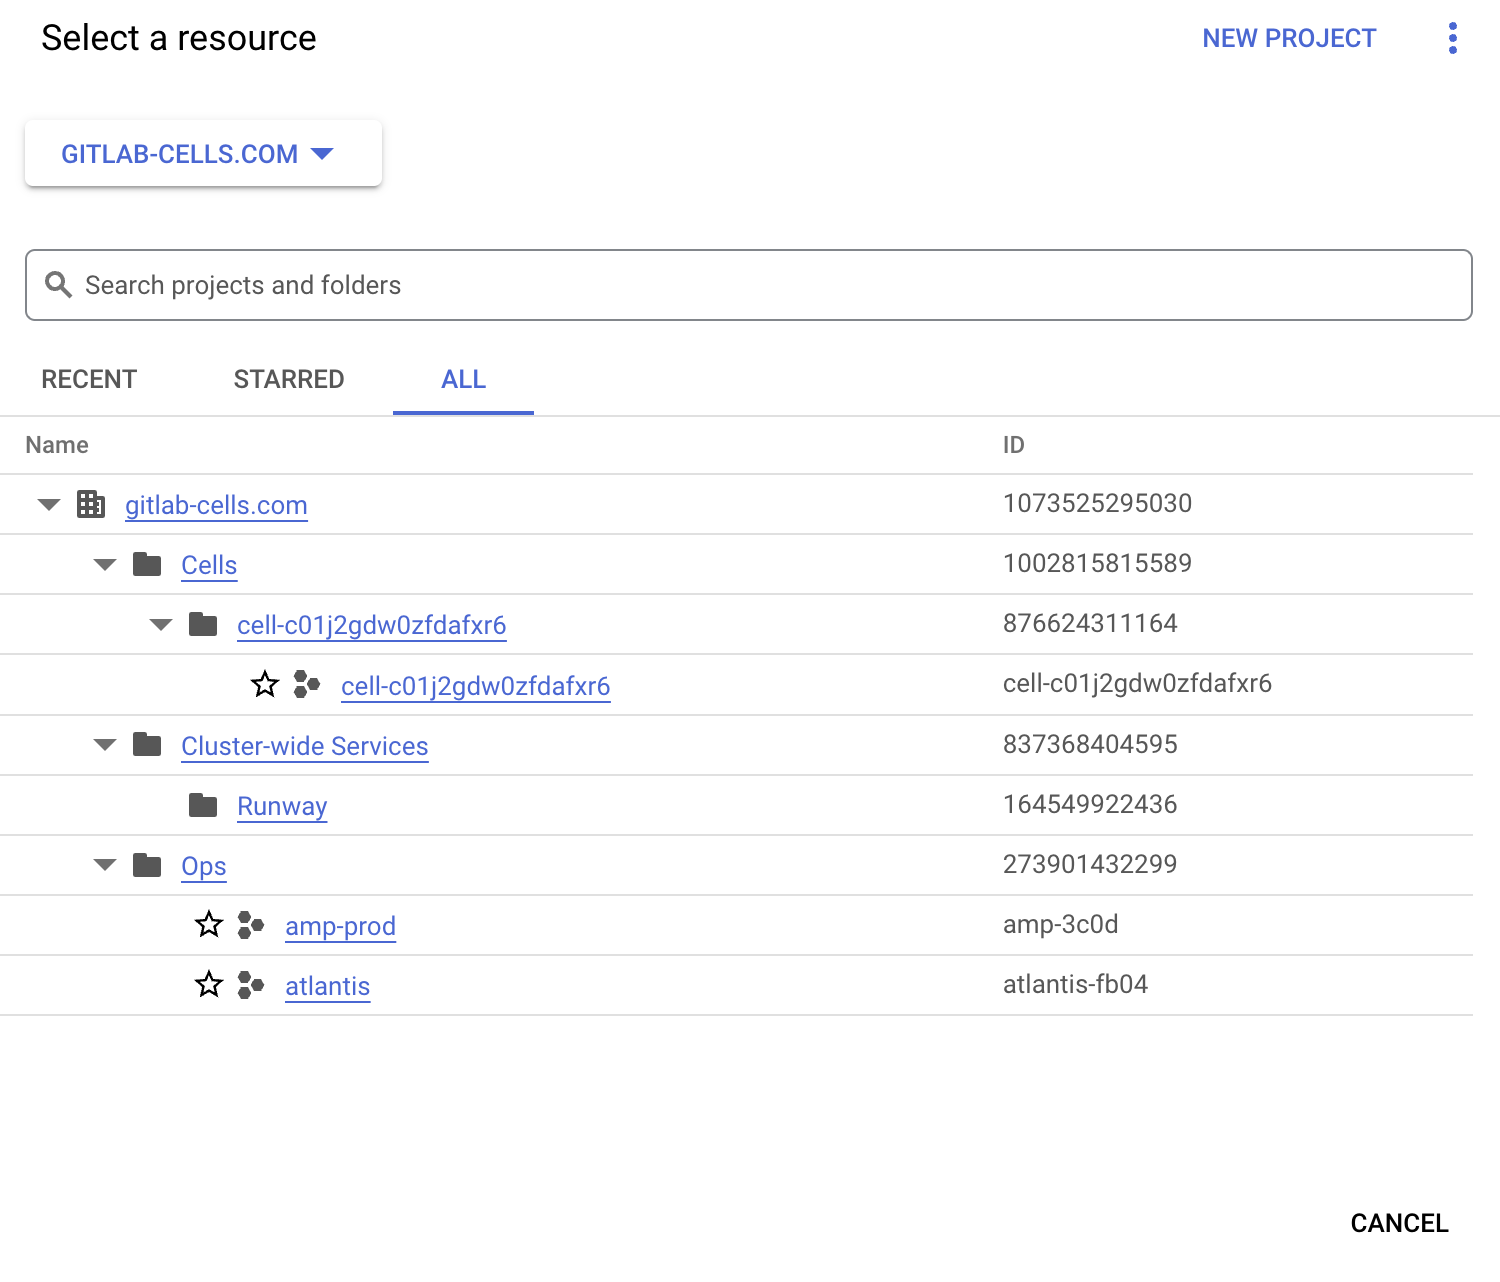 Select a resource NEW PROJECT
GITLAB-CELLS.COM
Search projects and folders
RECENT STARRED ALL
Name ID
gitlab-cells.com 1073525295030
Cells 1002815815589
cell-c01j2gdw0zfdafxr6 876624311164
cell-c01j2gdw0zfdafxr6 cell-c01j2gdw0zfdafxr6
Cluster-wide Services 837368404595
Runway 164549922436
Ops 273901432299
amp-prod amp-3c0d
atlantis atlantis-fb04
CANCEL